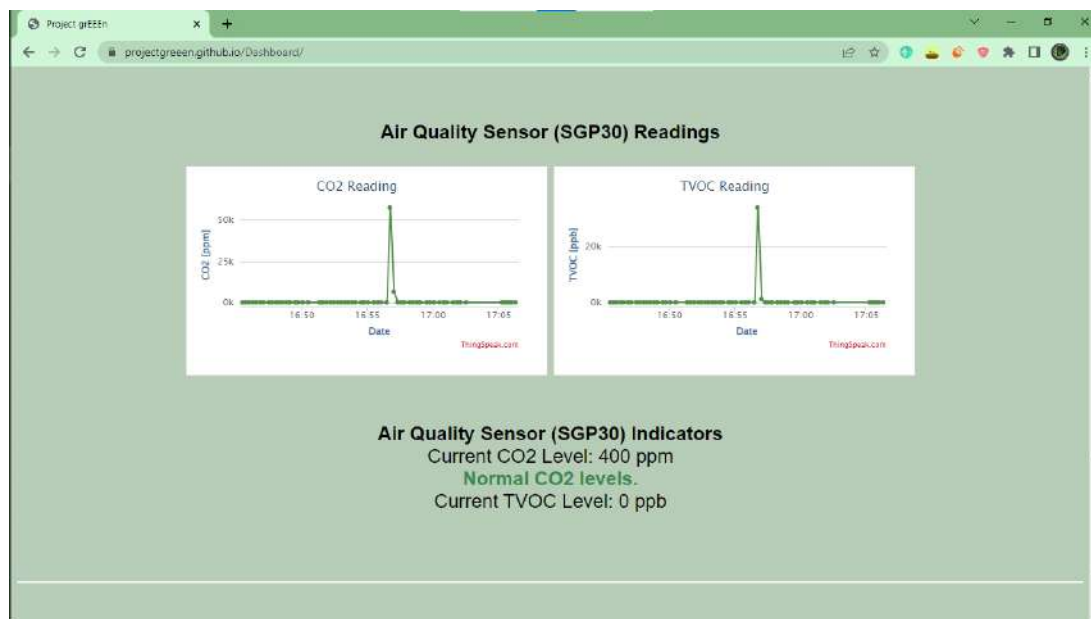 Project grEEEn
projectgreeen.github.io/Dashboard/
Air Quality Sensor (SGP30) Readings
CO2 Reading
CO2 [ppm]
50k
25k
0k
16:50 16:55 17:00 17:05
Date
ThingSpeak.com
TVOC Reading
TVOC [ppb]
20k
0k
16:50 16:55 17:00 17:05
Date
ThingSpeak.com
Air Quality Sensor (SGP30) Indicators
Current CO2 Level: 400 ppm
Normal CO2 levels.
Current TVOC Level: 0 ppb